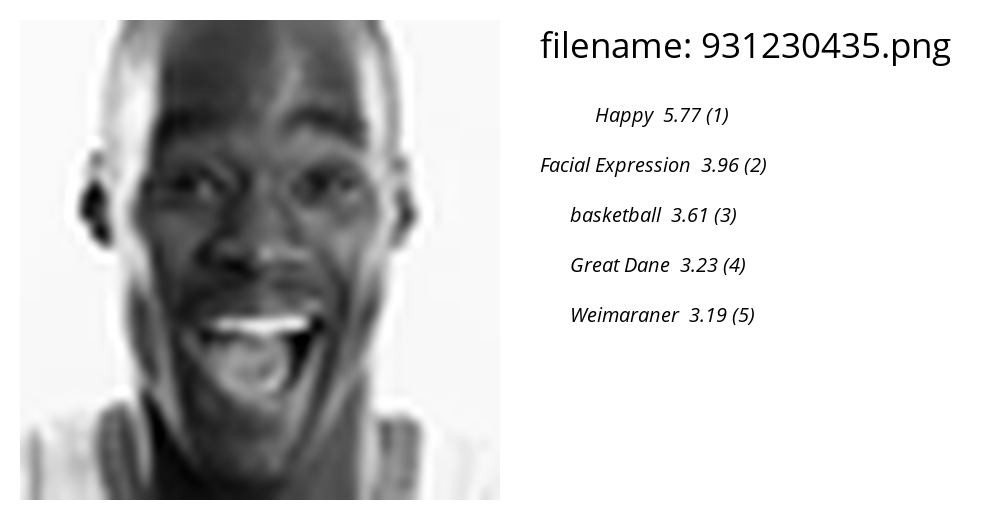 filename: 931230435.png
Happy 5.77 (1)
Facial Expression 3.96 (2)
basketball 3.61 (3)
Great Dane 3.23 (4)
Weimaraner 3.19 (5)